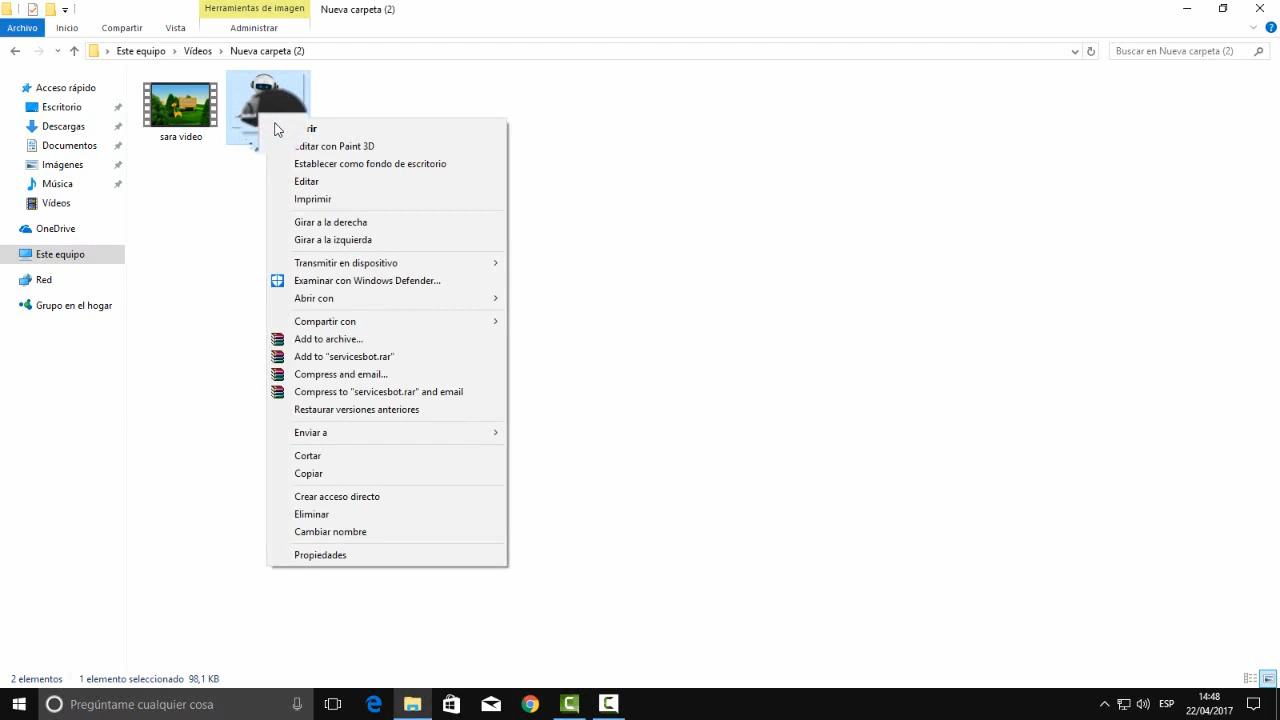 Herramientas de imagen
Nueva carpeta (2)
Archivo
Inicio
Compartir
Vista
Administrar
Este equipo
Vídeos
Nueva carpeta (2)
Buscar en Nueva carpeta (2)
Acceso rápido
Escritorio
Descargas
Documentos
Imágenes
Música
Vídeos
OneDrive
Este equipo
Red
Grupo en el hogar
sara video
Editar con Paint 3D
Establecer como fondo de escritorio
Editar
Imprimir
Girar a la derecha
Girar a la izquierda
Transmitir en dispositivo
Examinar con Windows Defender...
Abrir con
Compartir con
Add to archive...
Add to "servicesbot.rar"
Compress and email...
Compress to "servicesbot.rar" and email
Restaurar versiones anteriores
Enviar a
Cortar
Copiar
Crear acceso directo
Eliminar
Cambiar nombre
Propiedades
2 elementos
1 elemento seleccionado 98,1 KB
Pregúntame cualquier cosa
ESP
14:48
22/04/2017